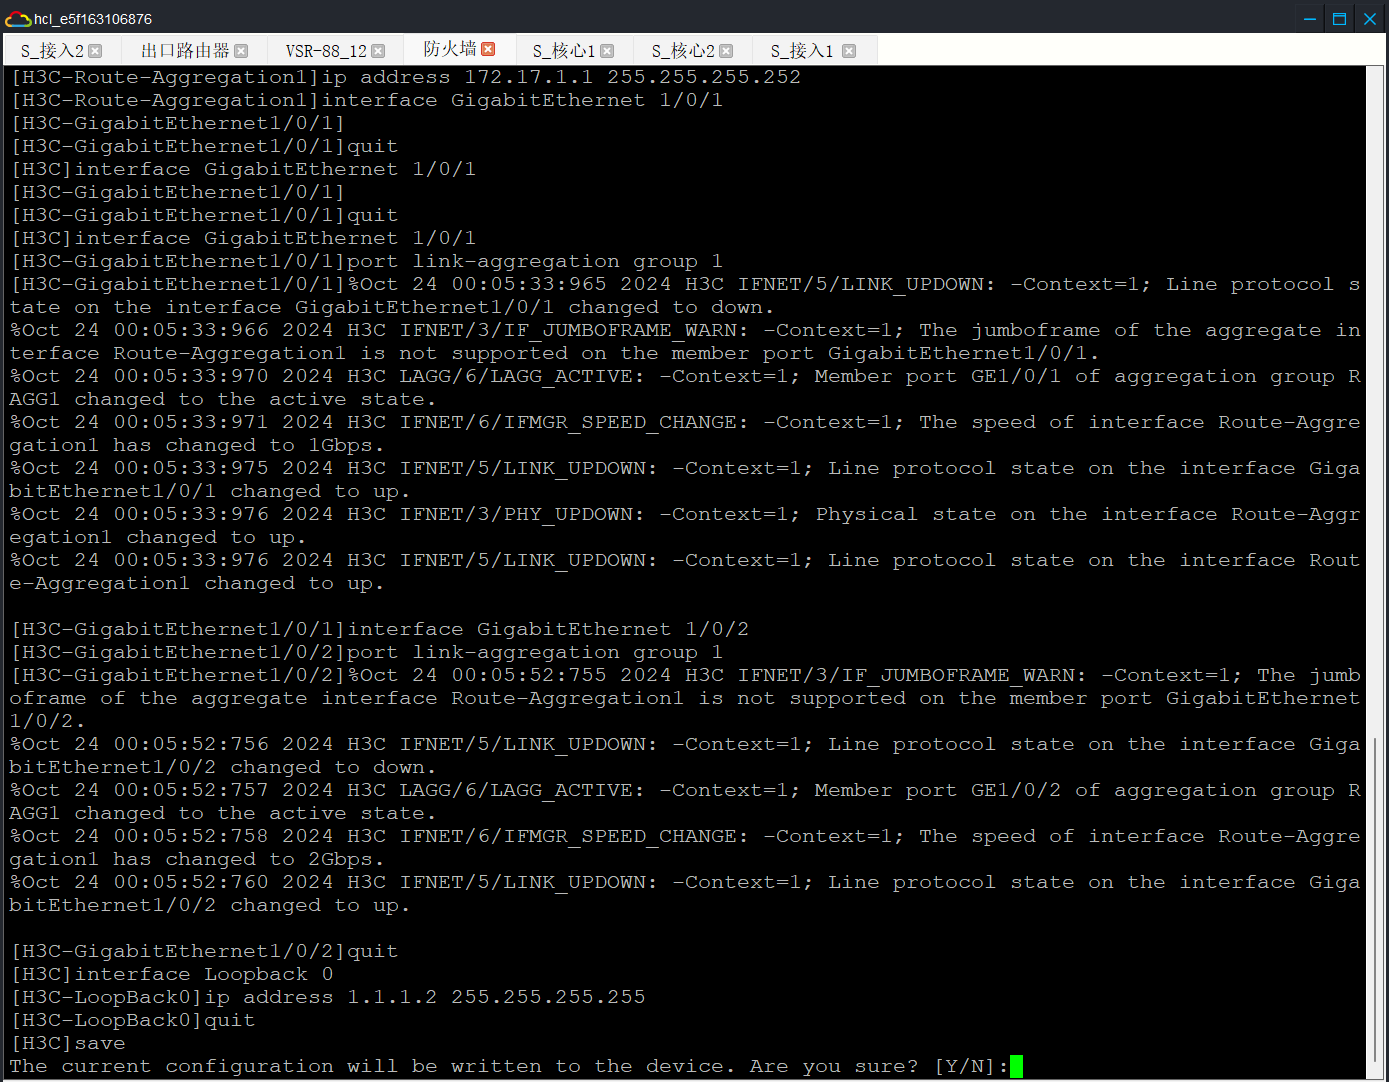 hcl_e5f163106876
S_接入2 出口路由器 VSR-88_12 防火墙 S_核心1 S_核心2 S_接入1
[H3C-Route-Aggregation1]ip address 172.17.1.1 255.255.255.252
[H3C-Route-Aggregation1]interface GigabitEthernet 1/0/1
[H3C-GigabitEthernet1/0/1]
[H3C-GigabitEthernet1/0/1]quit
[H3C]interface GigabitEthernet 1/0/1
[H3C-GigabitEthernet1/0/1]
[H3C-GigabitEthernet1/0/1]quit
[H3C]interface GigabitEthernet 1/0/1
[H3C-GigabitEthernet1/0/1]port link-aggregation group 1
[H3C-GigabitEthernet1/0/1]%Oct 24 00:05:33:965 2024 H3C IFNET/5/LINK_UPDOWN: -Context=1; Line protocol s
tate on the interface GigabitEthernet1/0/1 changed to down.
%Oct 24 00:05:33:966 2024 H3C IFNET/3/IF_JUMBOFRAME_WARN: -Context=1; The jumboframe of the aggregate in
terface Route-Aggregation1 is not supported on the member port GigabitEthernet1/0/1.
%Oct 24 00:05:33:970 2024 H3C LAGG/6/LAGG_ACTIVE: -Context=1; Member port GE1/0/1 of aggregation group R
AGG1 changed to the active state.
%Oct 24 00:05:33:971 2024 H3C IFNET/6/IFMGR_SPEED_CHANGE: -Context=1; The speed of interface Route-Aggre
gation1 has changed to 1Gbps.
%Oct 24 00:05:33:975 2024 H3C IFNET/5/LINK_UPDOWN: -Context=1; Line protocol state on the interface Giga
bitEthernet1/0/1 changed to up.
%Oct 24 00:05:33:976 2024 H3C IFNET/3/PHY_UPDOWN: -Context=1; Physical state on the interface Route-Aggr
egation1 changed to up.
%Oct 24 00:05:33:976 2024 H3C IFNET/5/LINK_UPDOWN: -Context=1; Line protocol state on the interface Rout
e-Aggregation1 changed to up.
[H3C-GigabitEthernet1/0/1]interface GigabitEthernet 1/0/2
[H3C-GigabitEthernet1/0/2]port link-aggregation group 1
[H3C-GigabitEthernet1/0/2]%Oct 24 00:05:52:755 2024 H3C IFNET/3/IF_JUMBOFRAME_WARN: -Context=1; The jumb
oframe of the aggregate interface Route-Aggregation1 is not supported on the member port GigabitEthernet
1/0/2.
%Oct 24 00:05:52:756 2024 H3C IFNET/5/LINK_UPDOWN: -Context=1; Line protocol state on the interface Giga
bitEthernet1/0/2 changed to down.
%Oct 24 00:05:52:757 2024 H3C LAGG/6/LAGG_ACTIVE: -Context=1; Member port GE1/0/2 of aggregation group R
AGG1 changed to the active state.
%Oct 24 00:05:52:758 2024 H3C IFNET/6/IFMGR_SPEED_CHANGE: -Context=1; The speed of interface Route-Aggre
gation1 has changed to 2Gbps.
%Oct 24 00:05:52:760 2024 H3C IFNET/5/LINK_UPDOWN: -Context=1; Line protocol state on the interface Giga
bitEthernet1/0/2 changed to up.
[H3C-GigabitEthernet1/0/2]quit
[H3C]interface Loopback 0
[H3C-LoopBack0]ip address 1.1.1.2 255.255.255.255
[H3C-LoopBack0]quit
[H3C]save
The current configuration will be written to the device. Are you sure? [Y/N]: